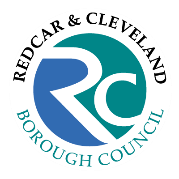 REDCAR & CLEVELAND
RC
BOROUGH COUNCIL